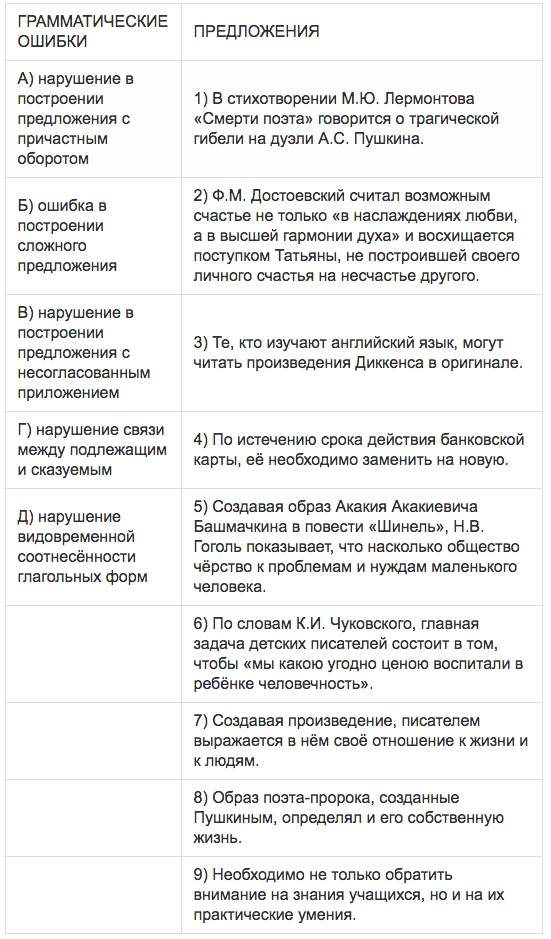 ГРАММАТИЧЕСКИЕ
ОШИБКИ
ПРЕДЛОЖЕНИЯ
А) нарушение в
построении
предложения с
причастным
оборотом
1) В стихотворении М.Ю. Лермонтова
«Смерти поэта» говорится о трагической
гибели на дуэли А.С. Пушкина.
Б) ошибка в
построении
сложного
предложения
2) Ф.М. Достоевский считал возможным
счастье не только «в наслаждениях любви,
а в высшей гармонии духа» и восхищается
поступком Татьяны, не построившей своего
личного счастья на несчастье другого.
В) нарушение в
построении
предложения с
несогласованным
приложением
3) Те, кто изучают английский язык, могут
читать произведения Диккенса в оригинале.
Г) нарушение связи
между подлежащим
и сказуемым
4) По истечению срока действия банковской
карты, её необходимо заменить на новую.
Д) нарушение
видовременной
соотнесённости
глагольных форм
5) Создавая образ Акакия Акакиевича
Башмачкина в повести «Шинель», Н.В.
Гоголь показывает, что насколько общество
чёрство к проблемам и нуждам маленького
человека.
6) По словам К.И. Чуковского, главная
задача детских писателей состоит в том,
чтобы «мы какою угодно ценою воспитали в
ребёнке человечность».
7) Создавая произведение, писателем
выражается в нём своё отношение к жизни и
к людям.
8) Образ поэта-пророка, созданные
Пушкиным, определял и его собственную
жизнь.
9) Необходимо не только обратить
внимание на знания учащихся, но и на их
практические умения.